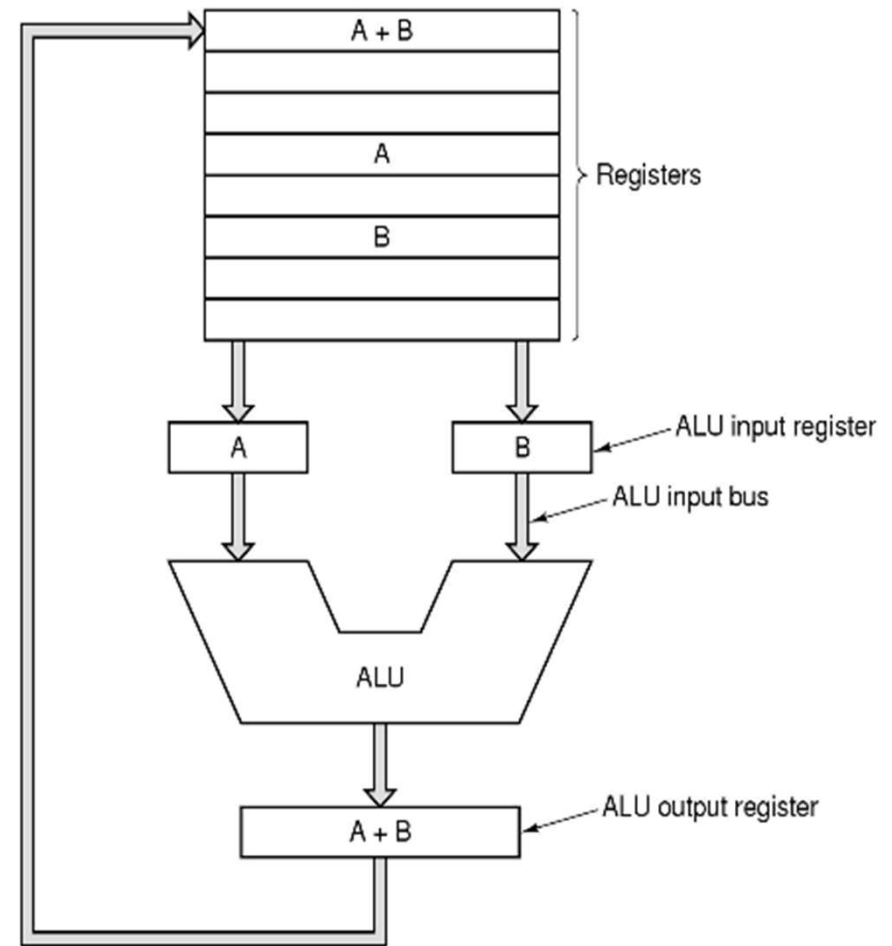 A + B
A
Registers
B
A
B
ALU input register
ALU input bus
ALU
A + B
ALU output register